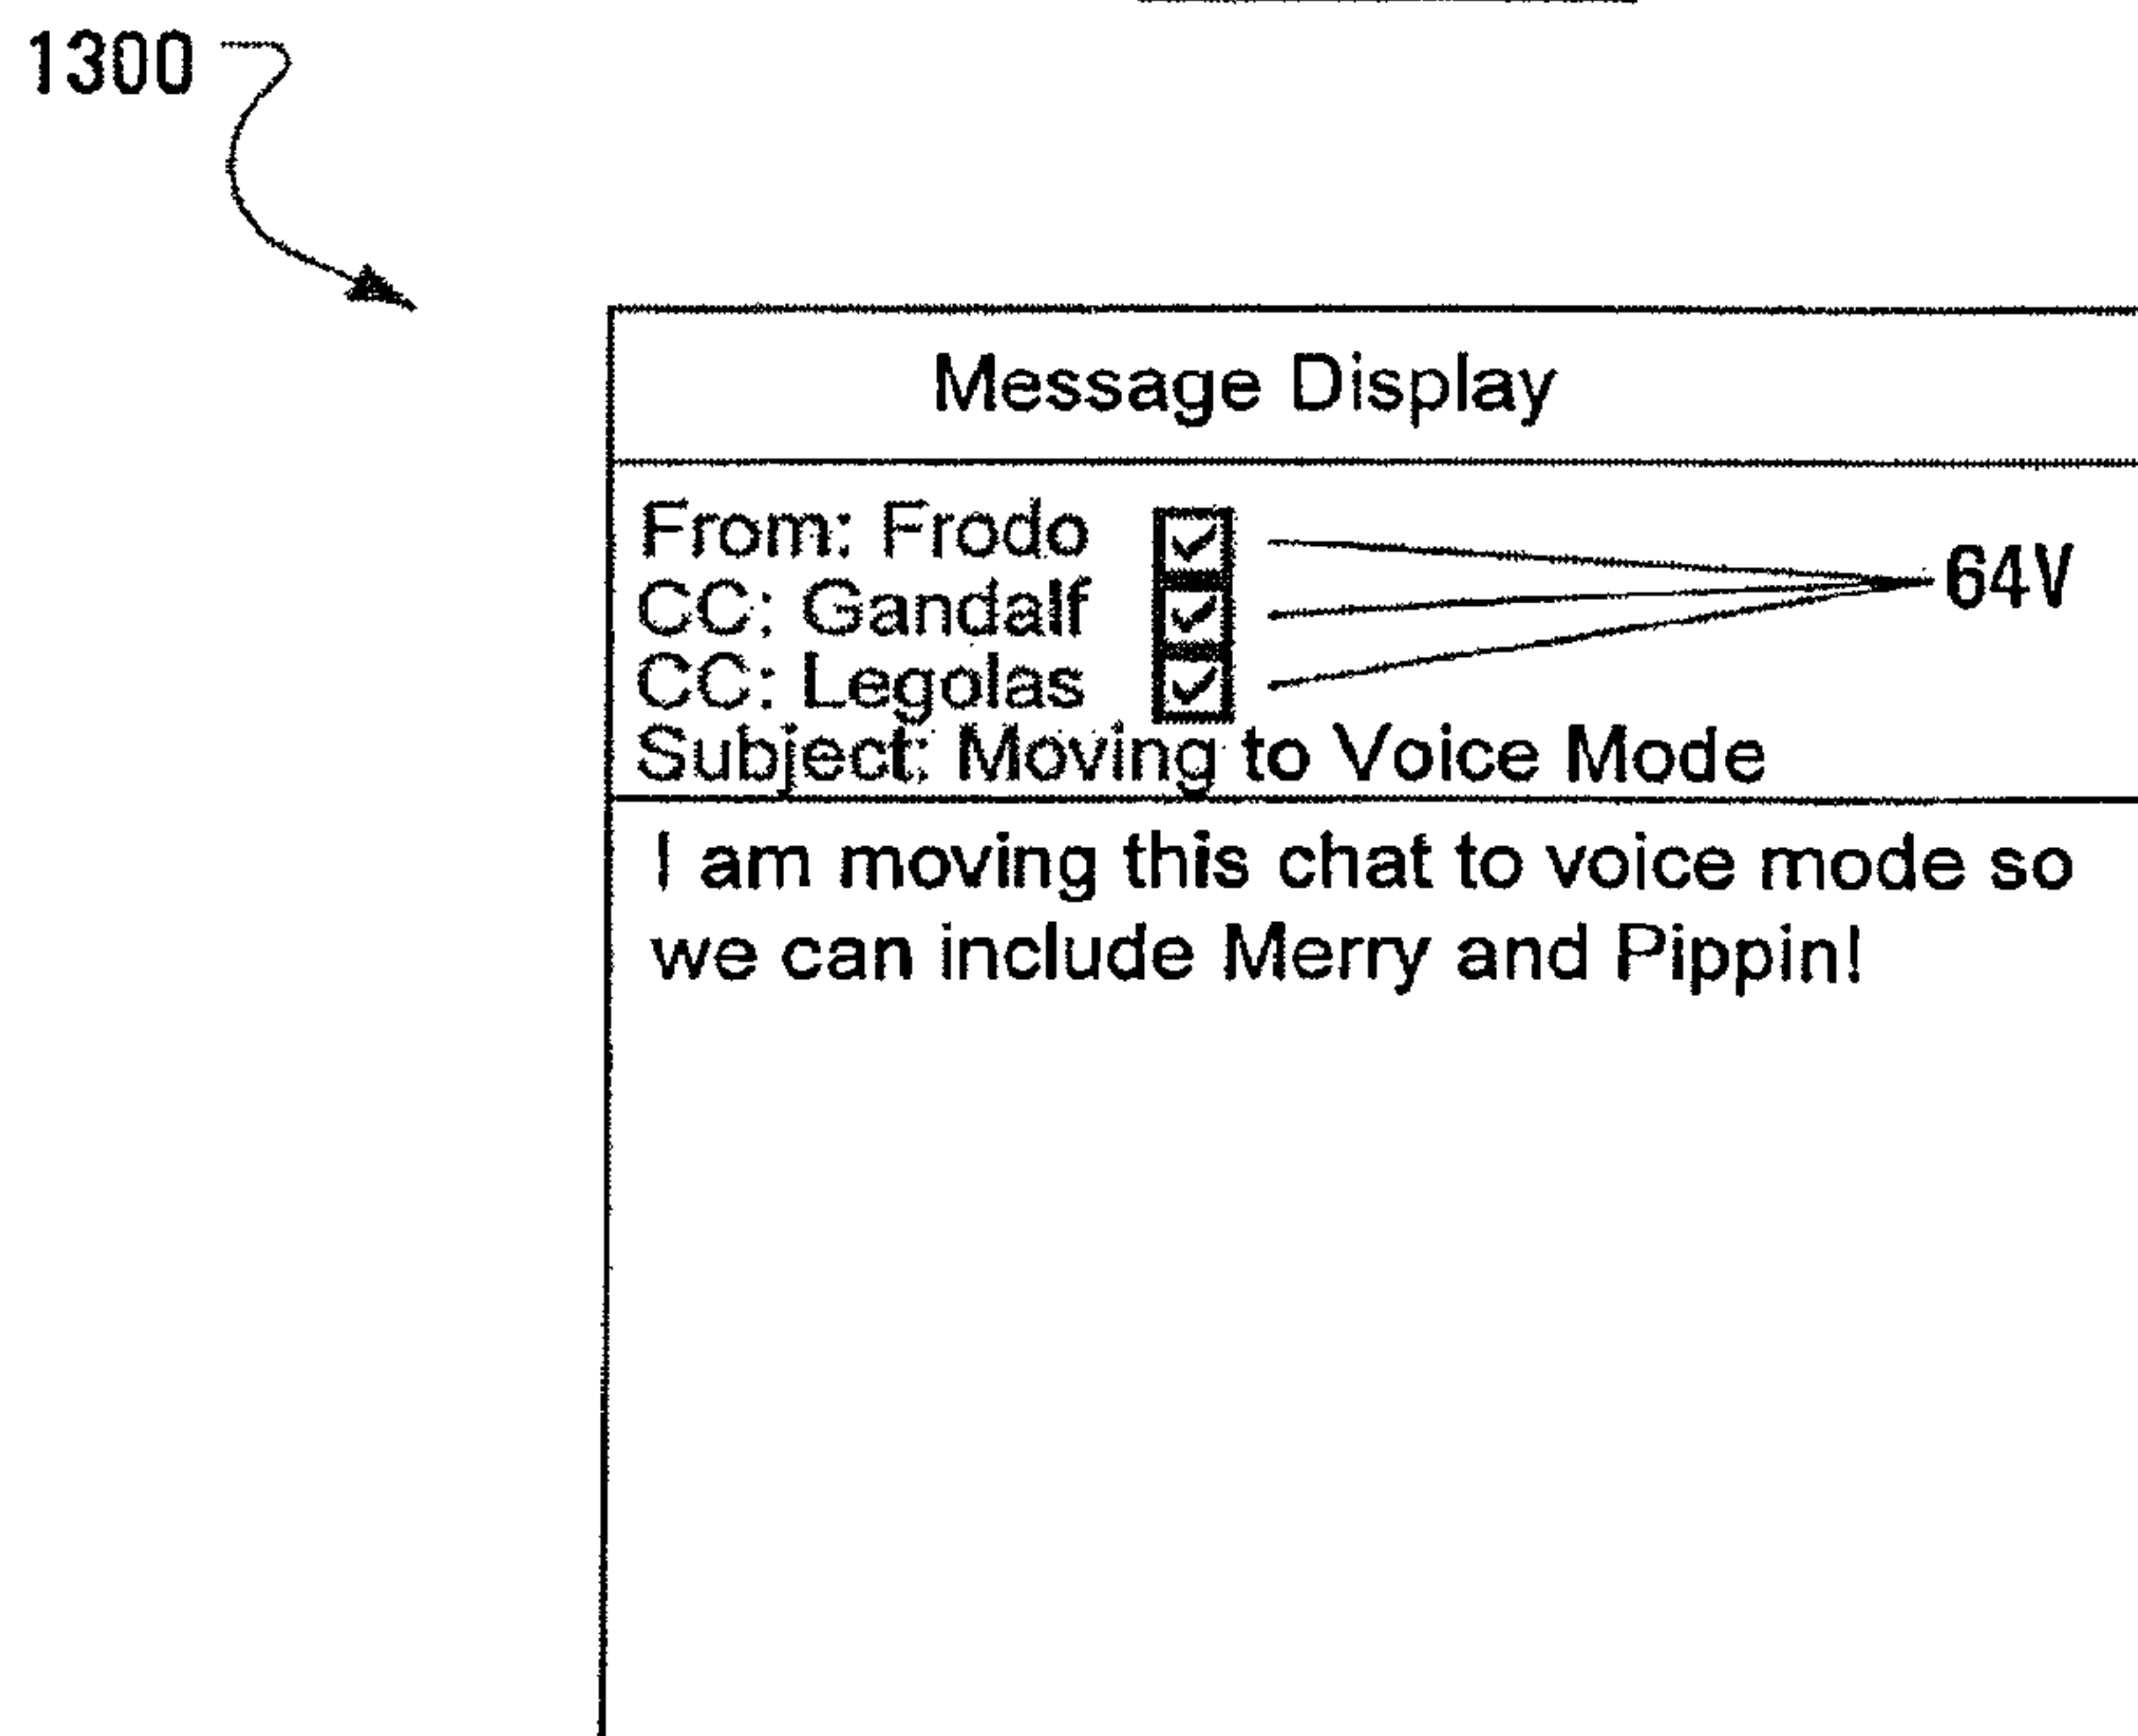 1300
Message Display
From: Frodo
CC: Gandalf
CC: Legolas
64V
Subject: Moving to Voice Mode
I am moving this chat to voice mode so
we can include Merry and Pippin!